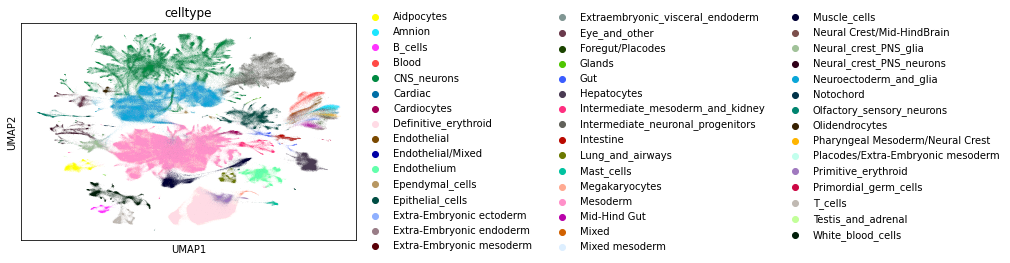 celltype
UMAP2
UMAP1
Aidpocytes
Amnion
B_cells
Blood
CNS_neurons
Cardiac
Cardiocytes
Definitive_erythroid
Endothelial
Endothelial/Mixed
Endothelium
Ependymal_cells
Epithelial_cells
Extra-Embryonic ectoderm
Extra-Embryonic endoderm
Extra-Embryonic mesoderm
Extraembryonic_visceral_endoderm
Eye_and_other
Foregut/Placodes
Glands
Gut
Hepatocytes
Intermediate_mesoderm_and_kidney
Intermediate_neuronal_progenitors
Intestine
Lung_and_airways
Mast_cells
Megakaryocytes
Mesoderm
Mid-Hind Gut
Mixed
Mixed mesoderm
Muscle_cells
Neural Crest/Mid-HindBrain
Neural_crest_PNS_glia
Neural_crest_PNS_neurons
Neuroectoderm_and_glia
Notochord
Olfactory_sensory_neurons
Olidendrocytes
Pharyngeal Mesoderm/Neural Crest
Placodes/Extra-Embryonic mesoderm
Primitive_erythroid
Primordial_germ_cells
T_cells
Testis_and_adrenal
White_blood_cells